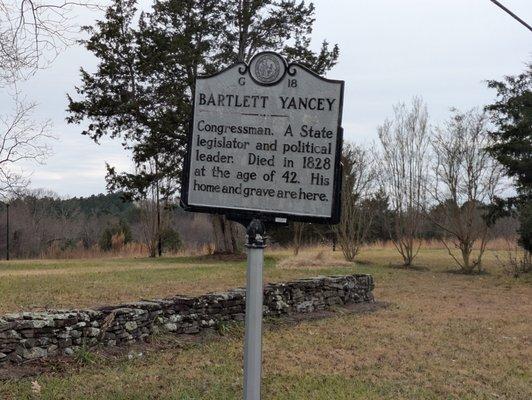 G 18
BARTLETT YANCEY
Congressman. A State
legislator and political
leader. Died in 1828
at the age of 42. His
home and grave are here.